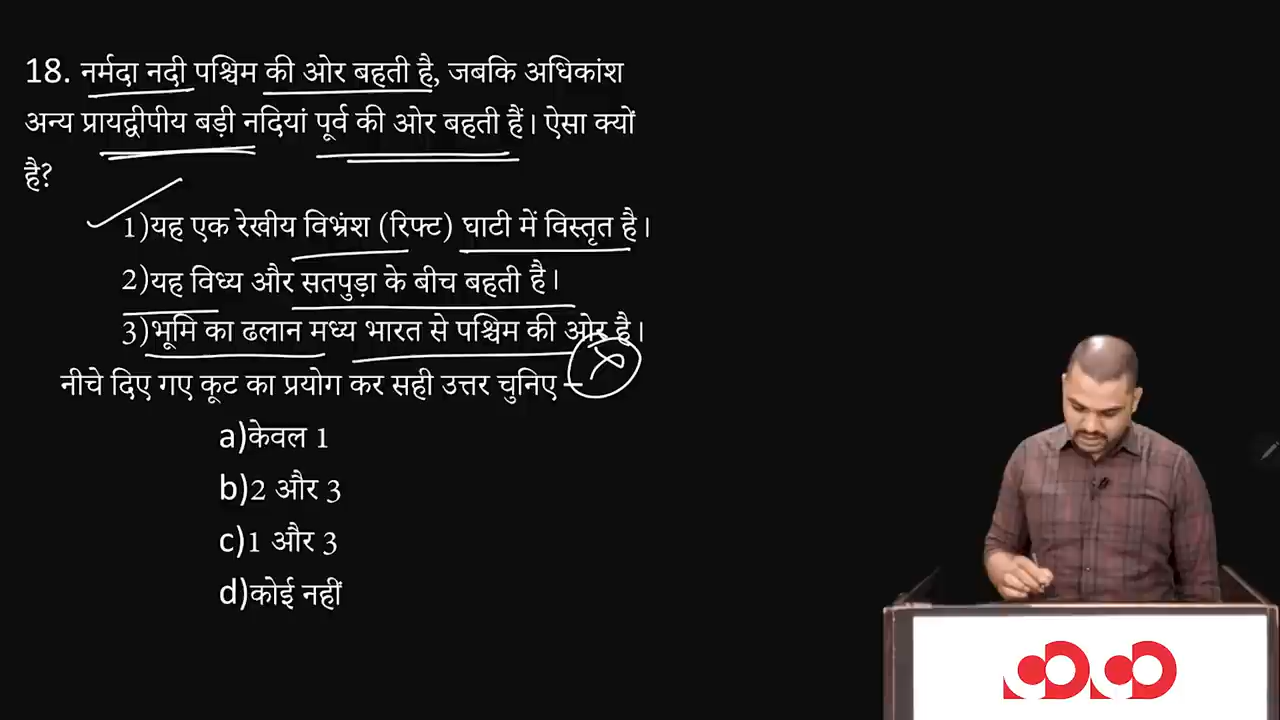 18. नर्मदा नदी पश्चिम की ओर बहती है, जबकि अधिकांश
अन्य प्रायद्वीपीय बड़ी नदियां पूर्व की ओर बहती हैं। ऐसा क्यों
है?
1)यह एक रेखीय विभ्रंश (रिफ्ट) घाटी में विस्तृत है।
2)यह विध्य और सतपुड़ा के बीच बहती है।
3)भूमि का ढलान मध्य भारत से पश्चिम की ओर है।
नीचे दिए गए कूट का प्रयोग कर सही उत्तर चुनिए –
a)केवल 1
b)2 और 3
c)1 और 3
d)कोई नहीं